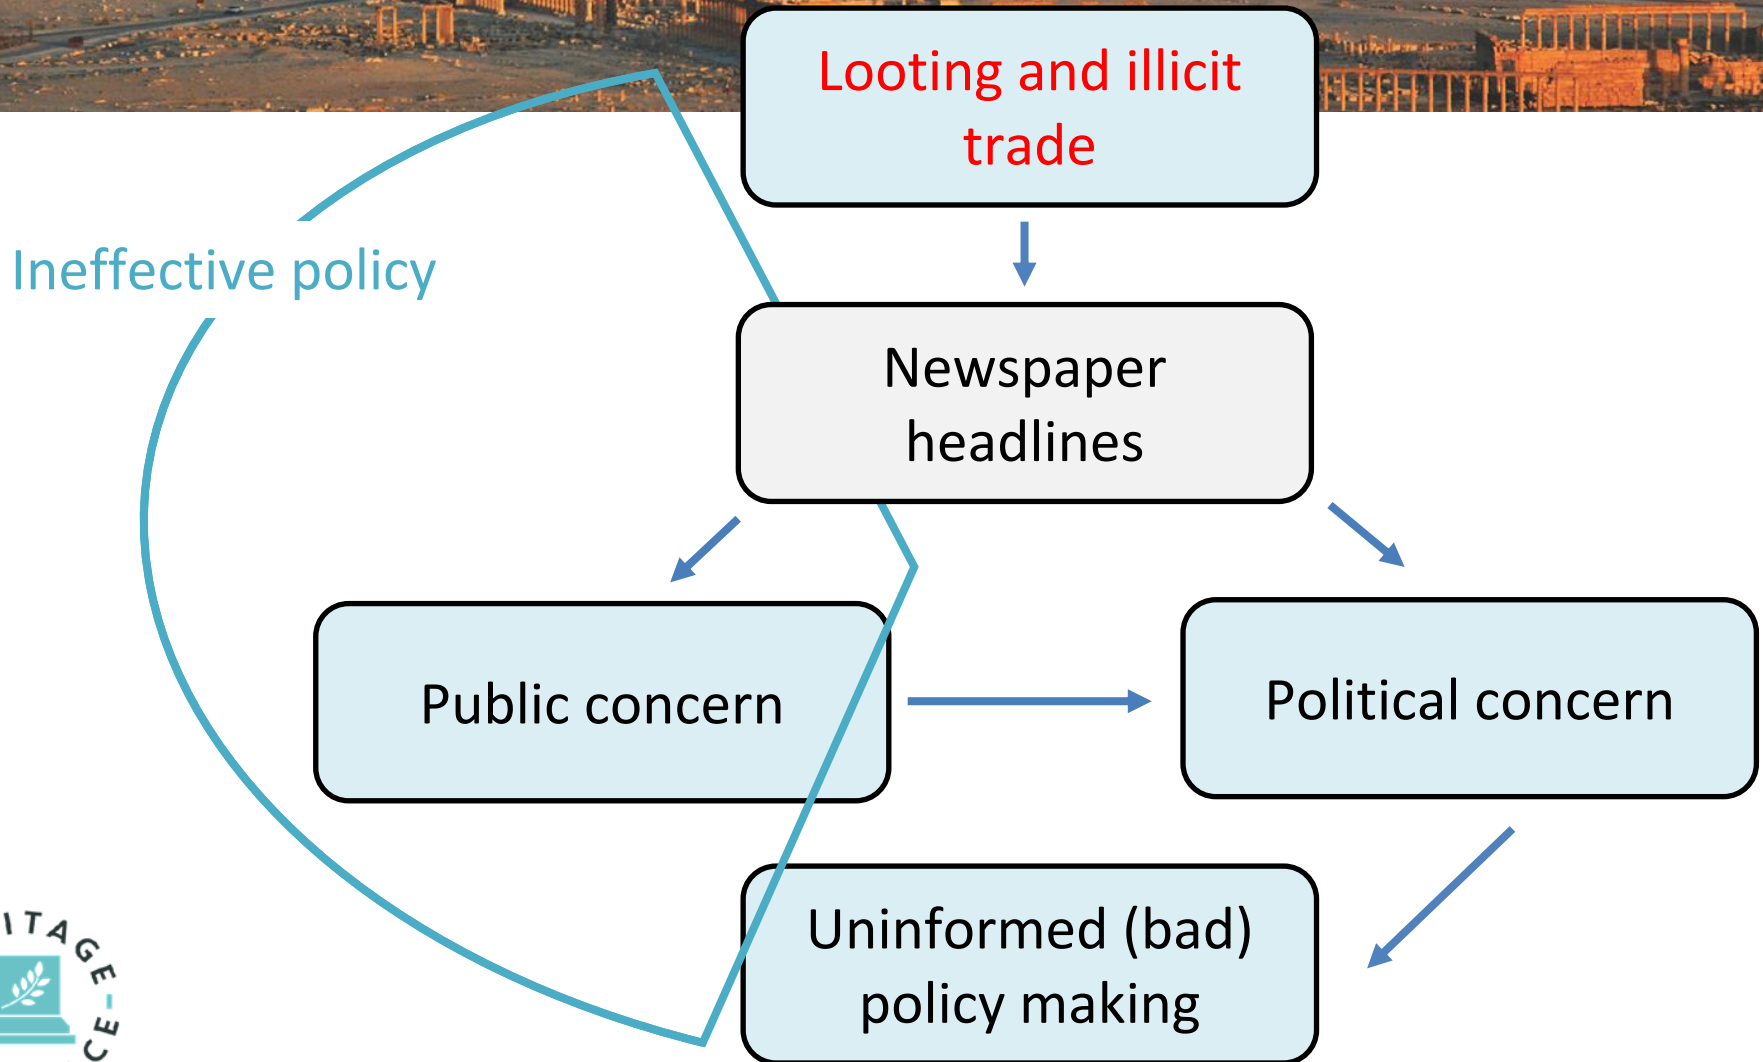 Looting and illicit
trade
Ineffective policy
Newspaper
headlines
Public concern
Political concern
Uninformed (bad)
policy making